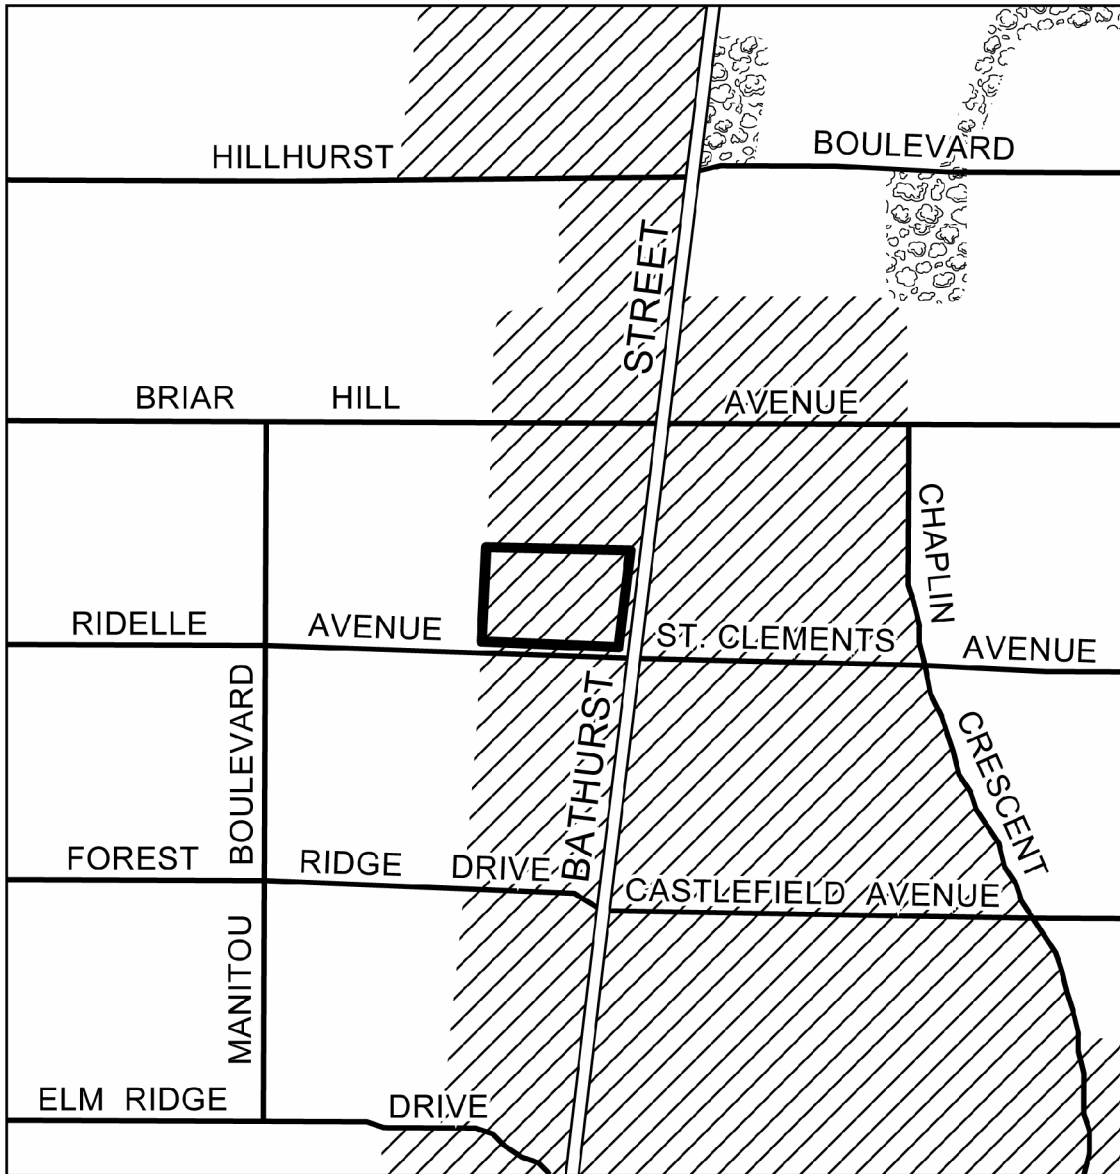 HILLHURST
BOULEVARD
STREET
BRIAR HILL
AVENUE
CHAPLIN
RIDELLE AVENUE
ST. CLEMENTS AVENUE
BOULEVARD
BATHURST
CRESCENT
FOREST RIDGE DRIVE
CASTLEFIELD AVENUE
MANITOU
ELM RIDGE DRIVE